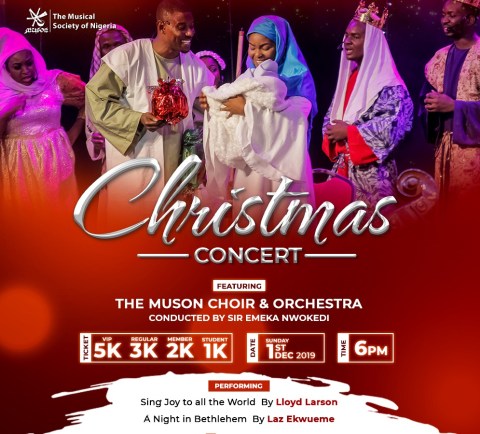 The Musical
Society of Nigeria
Christmas
CONCERT
FEATURING
THE MUSON CHOIR & ORCHESTRA
CONDUCTED BY SIR EMEKA NWOKEDI
TICKET
VIP REGULAR MEMBER STUDENT
5K 3K 2K 1K
DATE
SUNDAY
1ST
DEC 2019
TIME
6PM
PERFORMING
Sing Joy to all the World By Lloyd Larson
A Night in Bethlehem By Laz Ekwueme